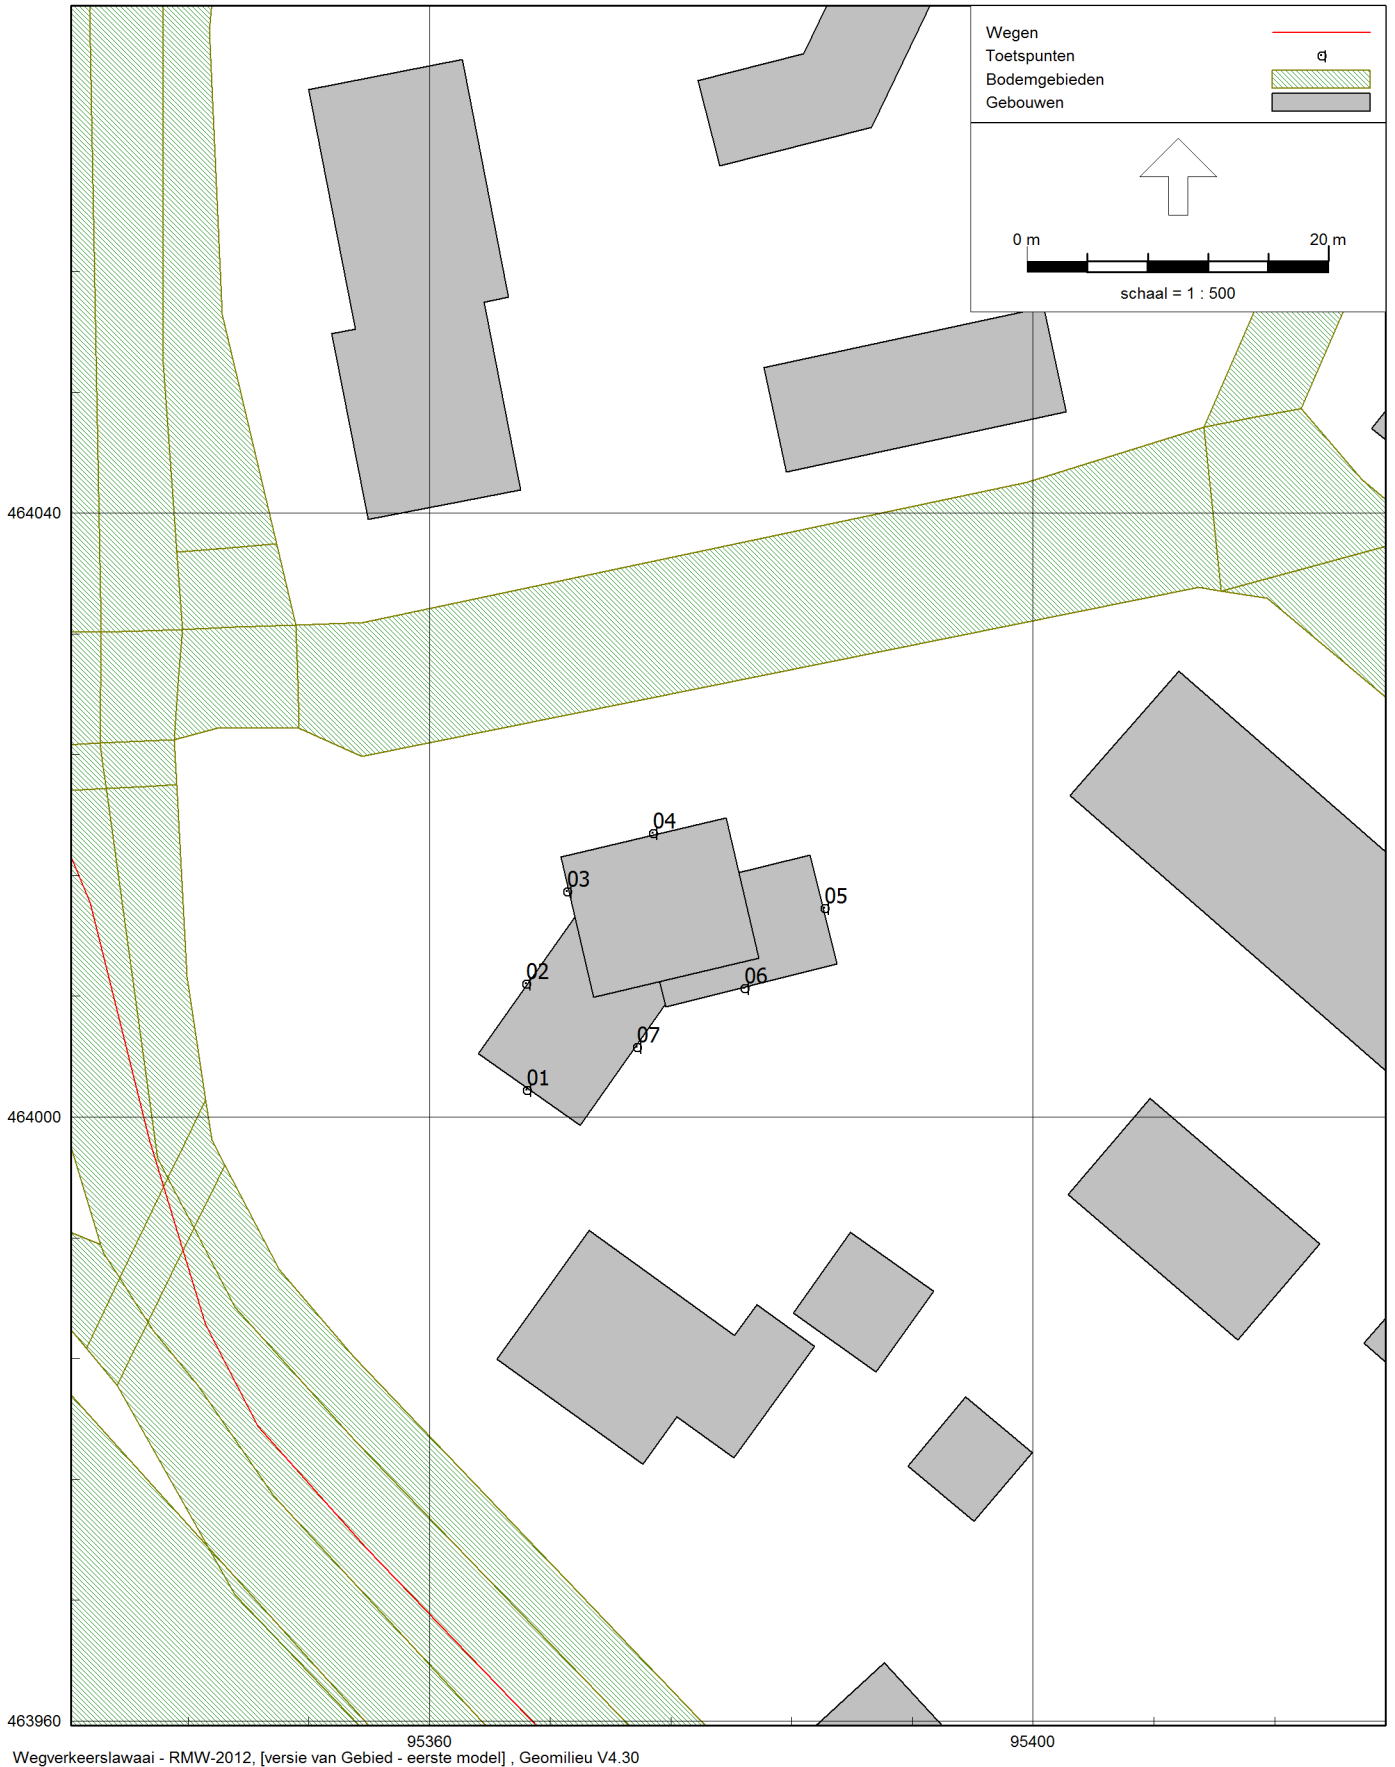 Wegen
Toetspunten
Bodemgebieden
Gebouwen
0 m 20 m
schaal = 1 : 500
464040
04
03
05
02
06
07
01
464000
463960
95360 95400
Wegverkeerslawaai - RMW-2012, [versie van Gebied - eerste model] , Geomilieu V4.30